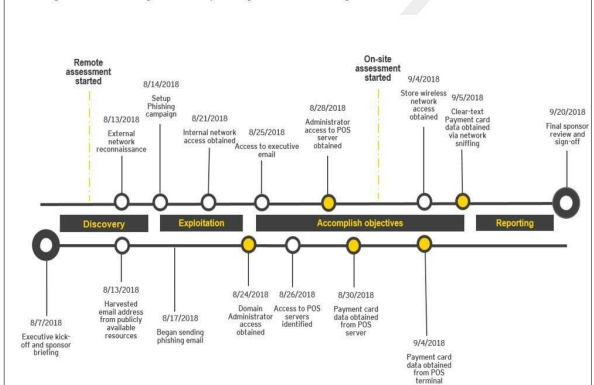 Remote
assessment
started
8/13/2018
External
network
reconnaissance
8/14/2018
Setup
Phishing
campaign
8/21/2018
Internal network
access obtained
8/25/2018
Access to executive
email
8/28/2018
Administrator
access to POS
server
obtained
On-site
assessment
started
9/4/2018
Store wireless
network
access
obtained
9/5/2018
Clear-text
Payment card
data obtained
via network
sniffing
9/20/2018
Final sponsor
review and
sign-off
Discovery
Exploitation
Accomplish objectives
Reporting
8/7/2018
Executive kick-
off and sponsor
briefing
8/13/2018
Harvested
email address
from publicly
available
resources
8/17/2018
Began sending
phishing email
8/24/2018
Domain
Administrator
access
obtained
8/26/2018
Access to POS
servers
identified
8/30/2018
Payment card
data obtained
from POS
server
9/4/2018
Payment card
data obtained
from POS
terminal